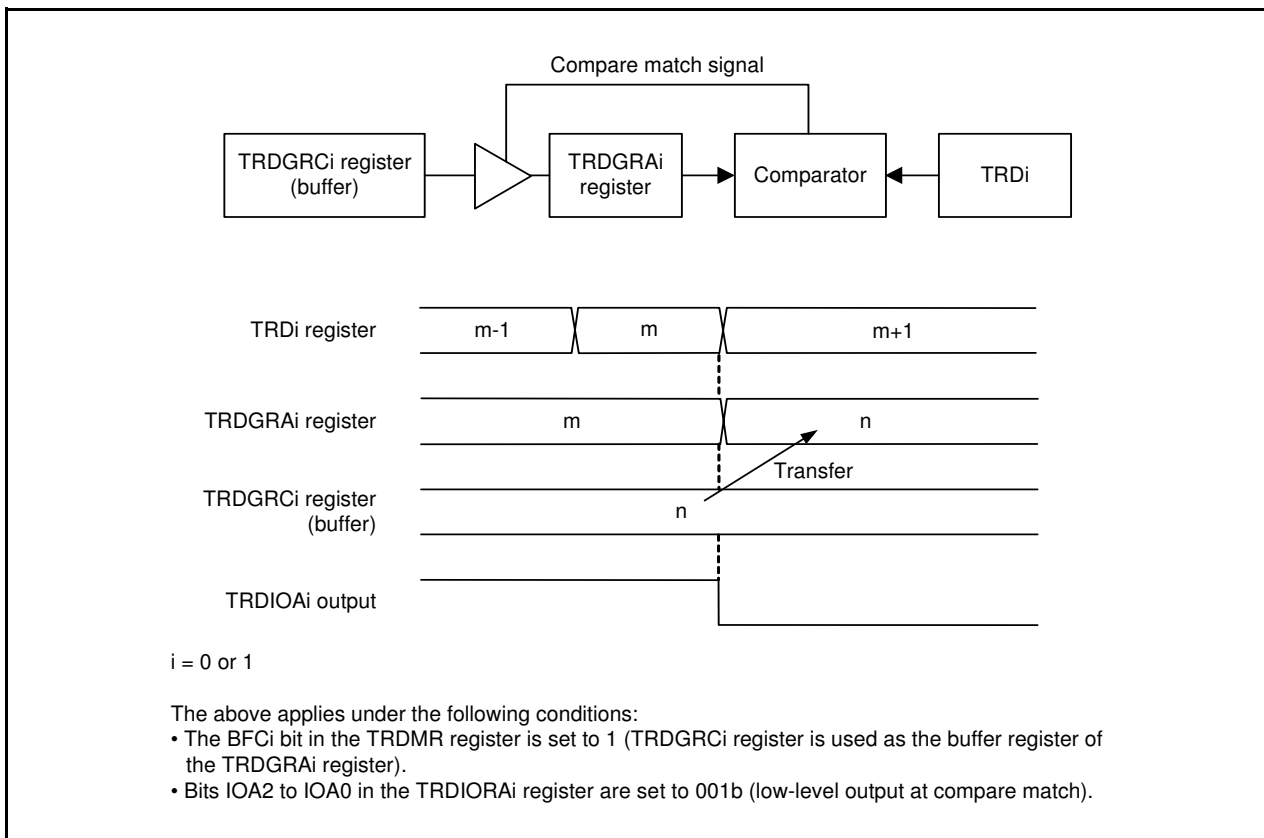 Compare match signal
TRDGRCi register
(buffer)
TRDGRAi
register
Comparator
TRDi
TRDi register
m-1
m
m+1
TRDGRAi register
m
n
Transfer
TRDGRCi register
(buffer)
n
TRDIOAi output
i = 0 or 1
The above applies under the following conditions:
• The BFCi bit in the TRDMR register is set to 1 (TRDGRCi register is used as the buffer register of
the TRDGRAi register).
• Bits IOA2 to IOA0 in the TRDIORAi register are set to 001b (low-level output at compare match).